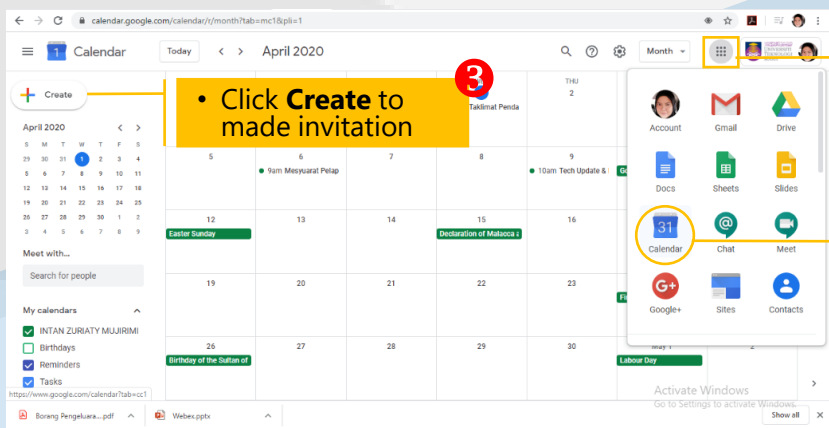 calendar.google.com/calendar/r/month?tab=mc1&pli=1
Calendar
Today
April 2020
Month
Create
• Click Create to
made invitation
3
Taklimat Penda
THU
2
April 2020
S M T W T F S
29 30 31 1 2 3 4
5 6 7 8 9 10 11
12 13 14 15 16 17 18
19 20 21 22 23 24 25
26 27 28 29 30 1 2
3 4 5 6 7 8 9
Meet with...
Search for people
My calendars
INTAN ZURIATY MUJIRIMI
Birthdays
Reminders
Tasks
5 6 7 8 9
9am Mesyuarat Pelap
10am Tech Update &
12 13 14 15 16
Easter Sunday
Declaration of Malacca a
19 20 21 22 23
26 27 28 29 30 May 1 2
Birthday of the Sultan of
Labour Day
Account Gmail Drive
Docs Sheets Slides
31
Calendar Chat Meet
G+
Google+ Sites Contacts
Activate Windows
Go to Settings to activate Windows.
https://www.google.com/calendar?tab=cc1
Borang Pengeluara....pdf
Webex.pptx
Show all